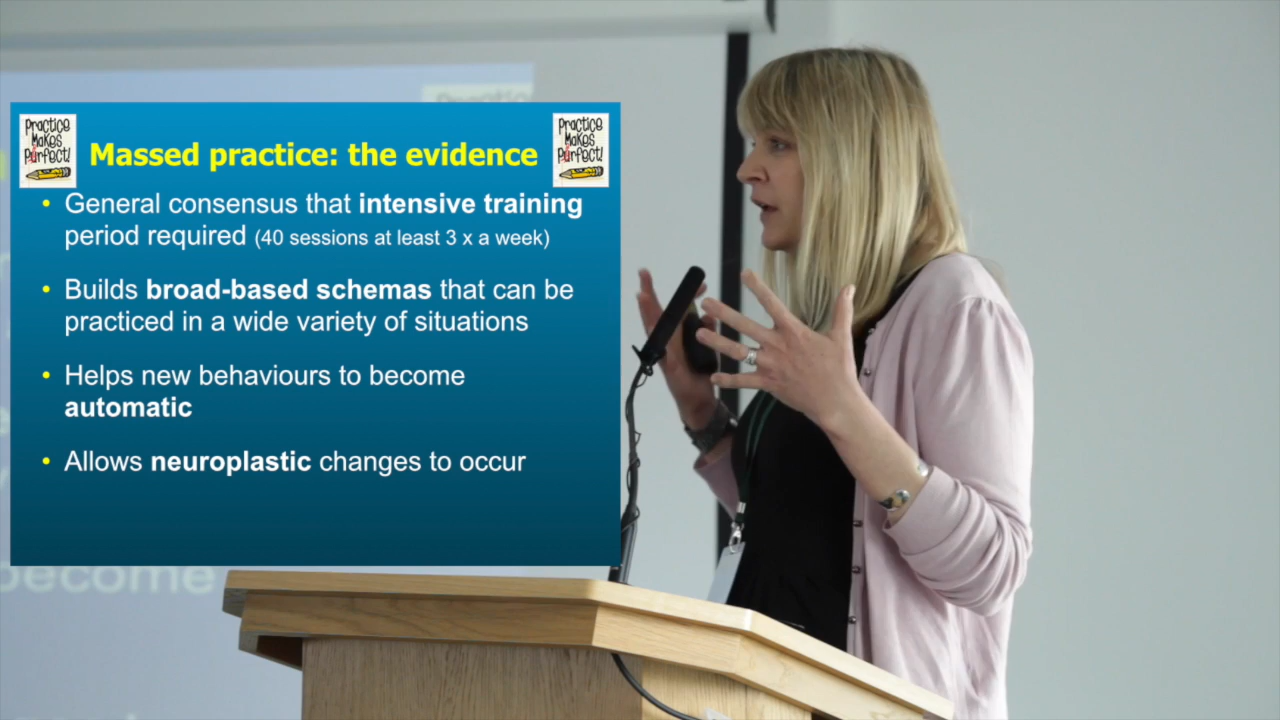 Practice
Makes
Perfect!
Massed practice: the evidence
Practice
Makes
Perfect!
• General consensus that intensive training
period required (40 sessions at least 3 x a week)
• Builds broad-based schemas that can be
practiced in a wide variety of situations
• Helps new behaviours to become
automatic
• Allows neuroplastic changes to occur
become